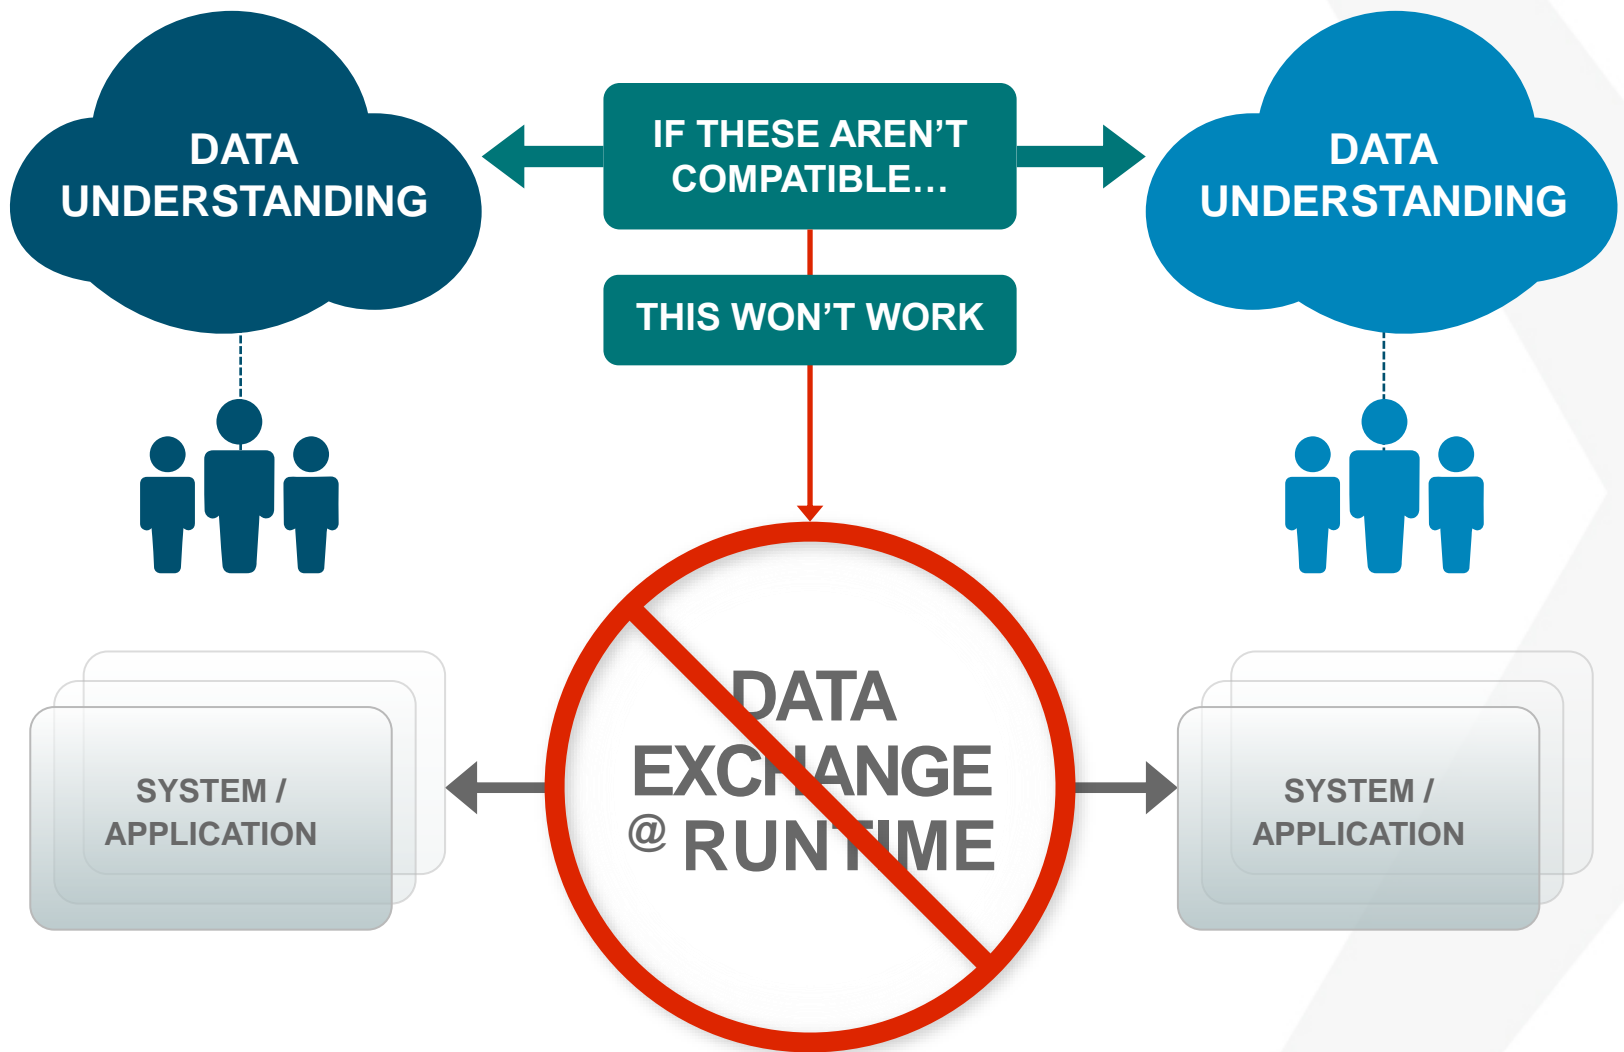 DATA
UNDERSTANDING
IF THESE AREN’T
COMPATIBLE…
DATA
UNDERSTANDING
THIS WON’T WORK
DATA
EXCHANGE
@ RUNTIME
SYSTEM /
APPLICATION
SYSTEM /
APPLICATION